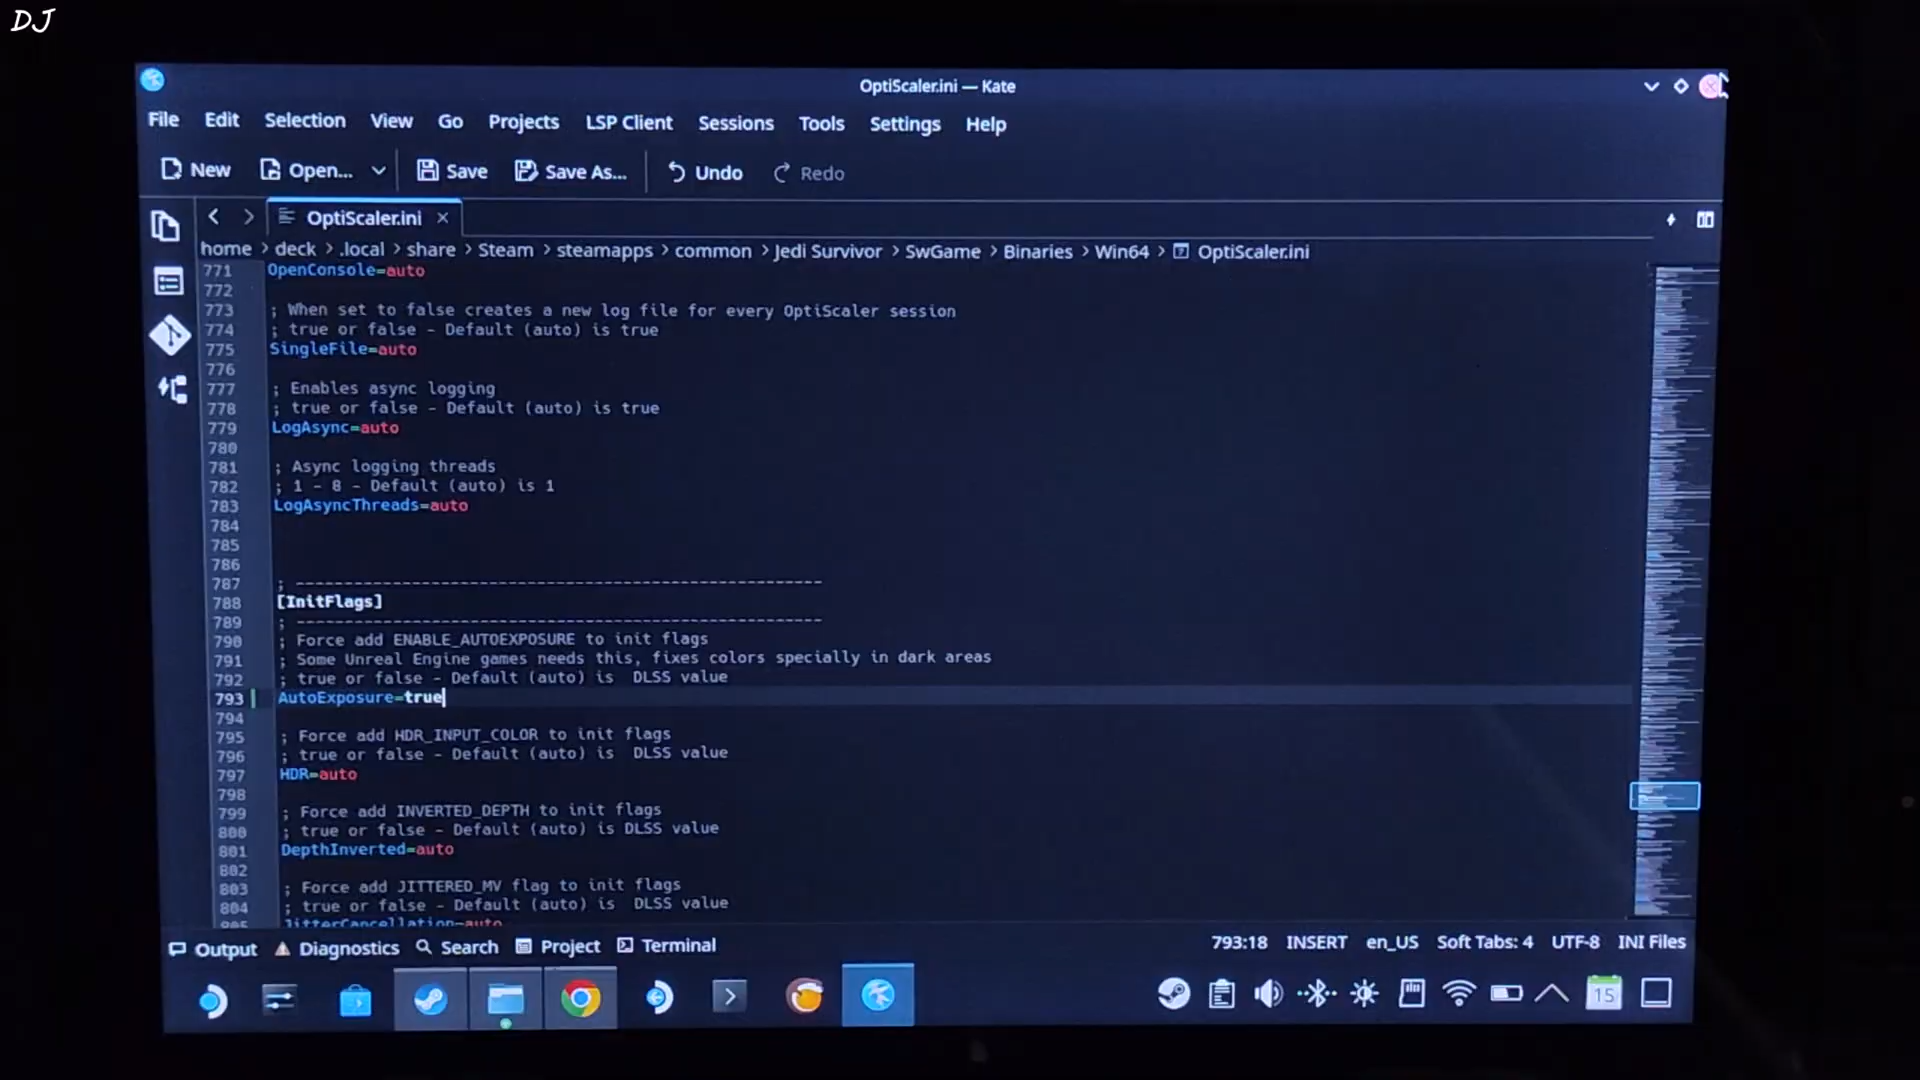 DJ
OptiScaler.ini — Kate
File Edit Selection View Go Projects LSP Client Sessions Tools Settings Help
New Open... Save Save As... Undo Redo
OptiScaler.ini
home > deck > .local > share > Steam > steamapps > common > Jedi Survivor > SwGame > Binaries > Win64 > OptiScaler.ini
771 OpenConsole=auto
772
773 ; When set to false creates a new log file for every OptiScaler session
774 ; true or false - Default (auto) is true
775 SingleFile=auto
776
777 ; Enables async logging
778 ; true or false - Default (auto) is true
779 LogAsync=auto
780
781 ; Async logging threads
782 ; 1 - 8 - Default (auto) is 1
783 LogAsyncThreads=auto
784
785
786
787 ; -------------------------------------------------------
788 [InitFlags]
789 ; -------------------------------------------------------
790 ; Force add ENABLE_AUTOEXPOSURE to init flags
791 ; Some Unreal Engine games needs this, fixes colors specially in dark areas
792 ; true or false - Default (auto) is  DLSS value
793 AutoExposure=true
794
795 ; Force add HDR_INPUT_COLOR to init flags
796 ; true or false - Default (auto) is  DLSS value
797 HDR=auto
798
799 ; Force add INVERTED_DEPTH to init flags
800 ; true or false - Default (auto) is DLSS value
801 DepthInverted=auto
802
803 ; Force add JITTERED_MV flag to init flags
804 ; true or false - Default (auto) is  DLSS value
805 JitterCancellation=auto
Output Diagnostics Search Project Terminal 793:18 INSERT en_US Soft Tabs: 4 UTF-8 INI Files
15